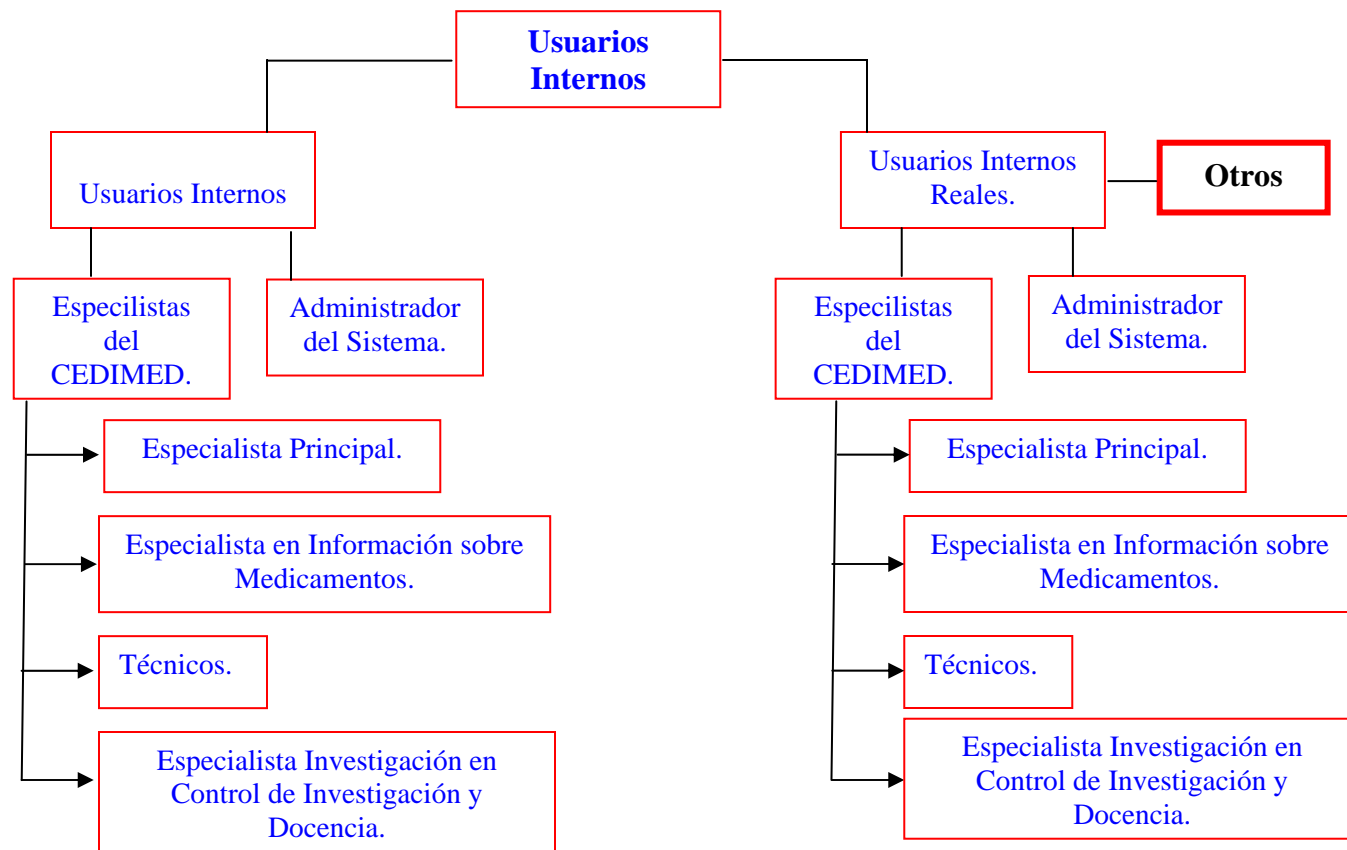 Usuarios
Internos
Usuarios Internos
Usuarios Internos
Reales.
Otros
Especilistas
del
CEDIMED.
Administrador
del Sistema.
Especilistas
del
CEDIMED.
Administrador
del Sistema.
Especialista Principal.
Especialista en Información sobre
Medicamentos.
Técnicos.
Especialista Investigación en
Control de Investigación y
Docencia.
Especialista Principal.
Especialista en Información sobre
Medicamentos.
Técnicos.
Especialista Investigación en
Control de Investigación y
Docencia.